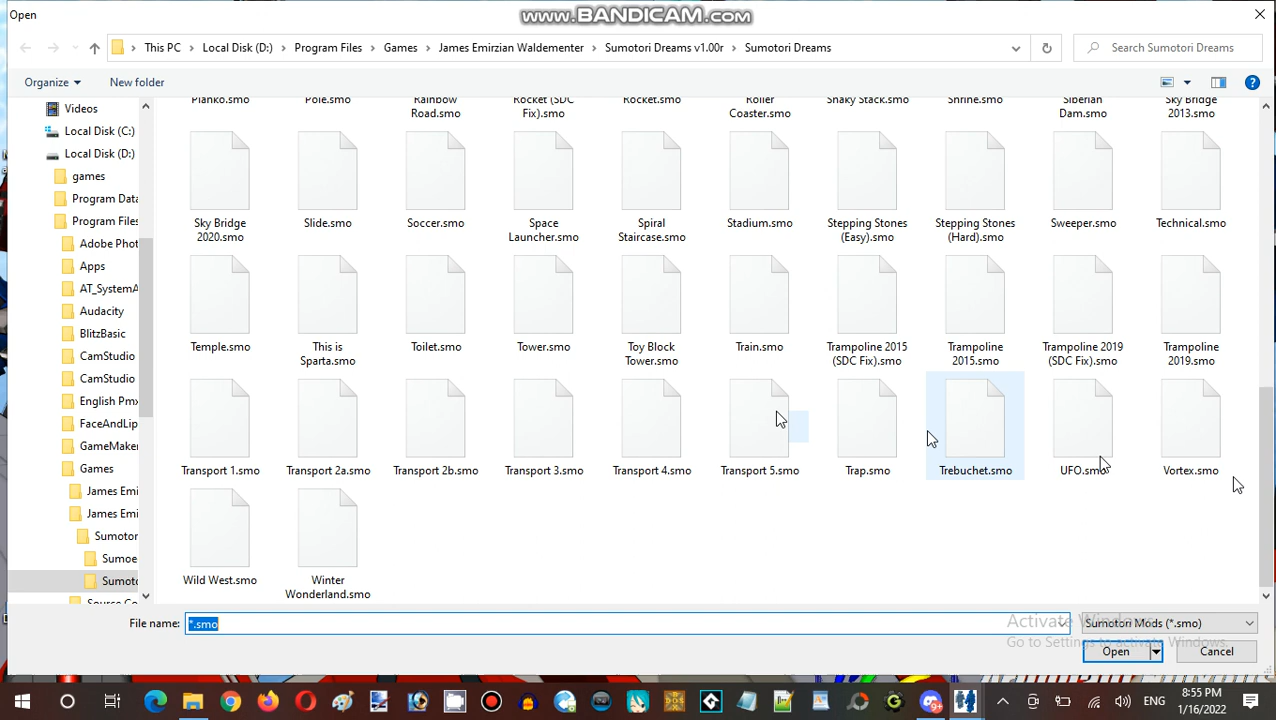 Open
www.BANDICAM.com
This PC > Local Disk (D:) > Program Files > Games > James Emirzian Waldementer > Sumotori Dreams v1.00r > Sumotori Dreams
Search Sumotori Dreams
Organize
New folder
Videos
Local Disk (C:)
Local Disk (D:)
games
Program Data
Program Files
Adobe Phot
Apps
AT_SystemA
Audacity
BlitzBasic
CamStudio
CamStudio
English Pmx
FaceAndLip
GameMaker
Games
James Emi
James Emi
Sumotor
Sumoe
Sumoto
Source Co
Planko.smo
Pole.smo
Rainbow
Road.smo
Rocket (SDC
Fix).smo
Rocket.smo
Roller
Coaster.smo
Shaky Stack.smo
Shrine.smo
Siberian
Dam.smo
Sky Bridge
2013.smo
Sky Bridge
2020.smo
Slide.smo
Soccer.smo
Space
Launcher.smo
Spiral
Staircase.smo
Stadium.smo
Stepping Stones
(Easy).smo
Stepping Stones
(Hard).smo
Sweeper.smo
Technical.smo
Temple.smo
This is
Sparta.smo
Toilet.smo
Tower.smo
Toy Block
Tower.smo
Train.smo
Trampoline 2015
(SDC Fix).smo
Trampoline
2015.smo
Trampoline 2019
(SDC Fix).smo
Trampoline
2019.smo
Transport 1.smo
Transport 2a.smo
Transport 2b.smo
Transport 3.smo
Transport 4.smo
Transport 5.smo
Trap.smo
Trebuchet.smo
UFO.smo
Vortex.smo
Wild West.smo
Winter
Wonderland.smo
File name:
*.smo
Sumotori Mods (*.smo)
Activate Windows
Go to Settings to activate Windows.
Open
Cancel
ENG
8:55 PM
1/16/2022